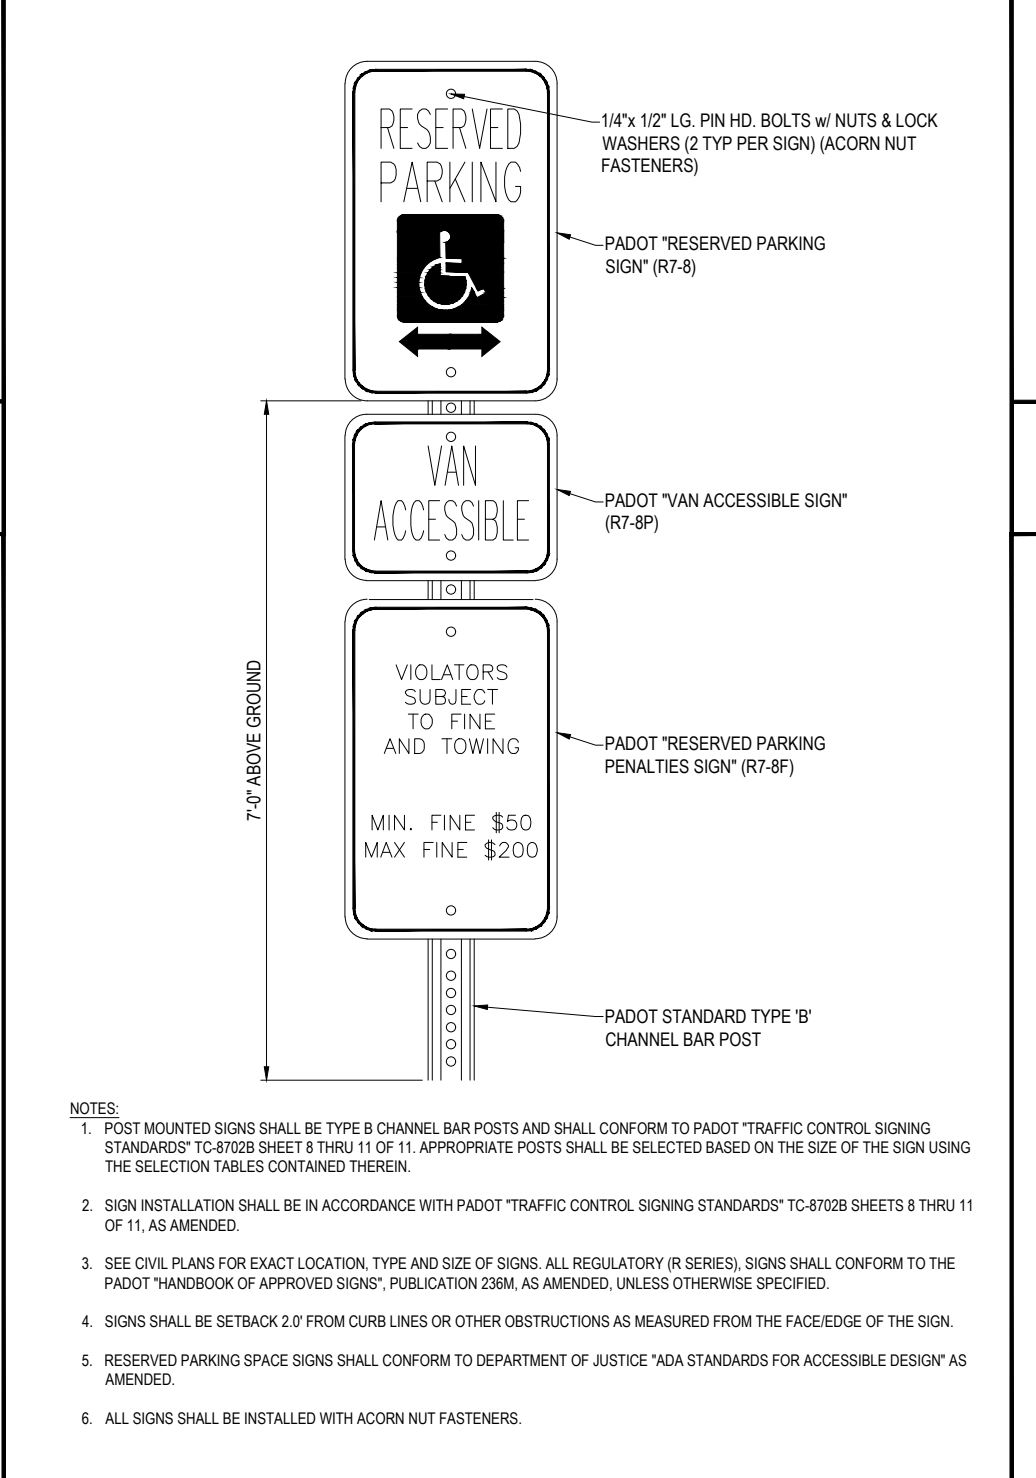 RESERVED
PARKING
1/4"x 1/2" LG. PIN HD. BOLTS w/ NUTS & LOCK
WASHERS (2 TYP PER SIGN) (ACORN NUT
FASTENERS)
PADOT "RESERVED PARKING
SIGN" (R7-8)
VAN
ACCESSIBLE
PADOT "VAN ACCESSIBLE SIGN"
(R7-8P)
7'-0" ABOVE GROUND
VIOLATORS
SUBJECT
TO FINE
AND TOWING
MIN. FINE $50
MAX FINE $200
PADOT "RESERVED PARKING
PENALTIES SIGN" (R7-8F)
PADOT STANDARD TYPE 'B'
CHANNEL BAR POST
NOTES:
1. POST MOUNTED SIGNS SHALL BE TYPE B CHANNEL BAR POSTS AND SHALL CONFORM TO PADOT "TRAFFIC CONTROL SIGNING
STANDARDS" TC-8702B SHEET 8 THRU 11 OF 11. APPROPRIATE POSTS SHALL BE SELECTED BASED ON THE SIZE OF THE SIGN USING
THE SELECTION TABLES CONTAINED THEREIN.
2. SIGN INSTALLATION SHALL BE IN ACCORDANCE WITH PADOT "TRAFFIC CONTROL SIGNING STANDARDS" TC-8702B SHEETS 8 THRU 11
OF 11, AS AMENDED.
3. SEE CIVIL PLANS FOR EXACT LOCATION, TYPE AND SIZE OF SIGNS. ALL REGULATORY (R SERIES), SIGNS SHALL CONFORM TO THE
PADOT "HANDBOOK OF APPROVED SIGNS", PUBLICATION 236M, AS AMENDED, UNLESS OTHERWISE SPECIFIED.
4. SIGNS SHALL BE SETBACK 2.0' FROM CURB LINES OR OTHER OBSTRUCTIONS AS MEASURED FROM THE FACE/EDGE OF THE SIGN.
5. RESERVED PARKING SPACE SIGNS SHALL CONFORM TO DEPARTMENT OF JUSTICE "ADA STANDARDS FOR ACCESSIBLE DESIGN" AS
AMENDED.
6. ALL SIGNS SHALL BE INSTALLED WITH ACORN NUT FASTENERS.